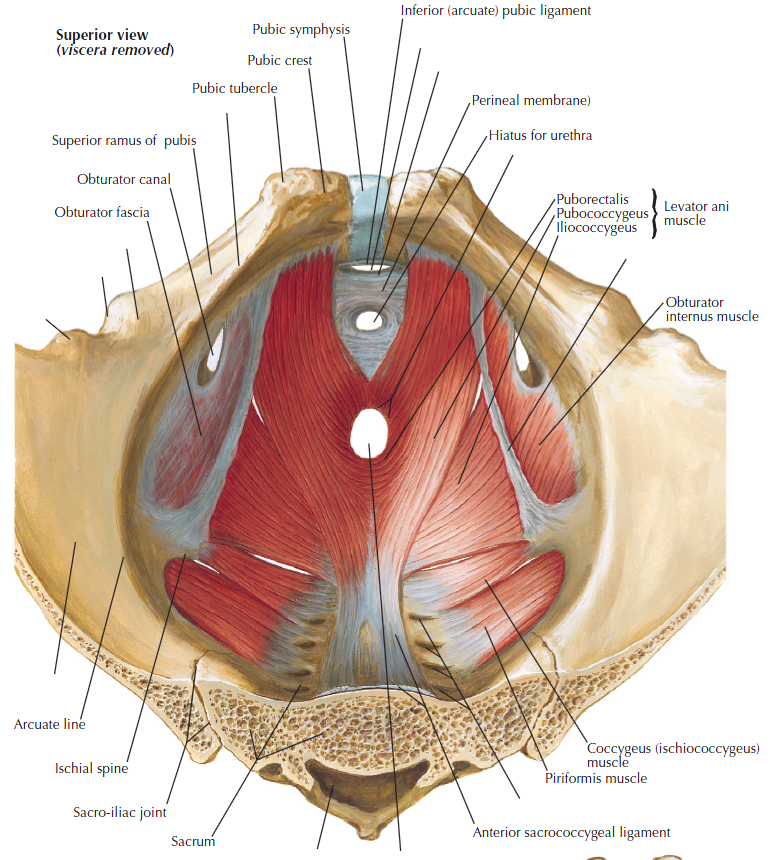 Superior view
(viscera removed)
Inferior (arcuate) pubic ligament
Pubic symphysis
Pubic crest
Pubic tubercle
Perineal membrane)
Hiatus for urethra
Superior ramus of pubis
Obturator canal
Obturator fascia
Puborectalis
Pubococcygeus
Iliococcygeus
Levator ani
muscle
Obturator
internus muscle
Arcuate line
Ischial spine
Sacro-iliac joint
Sacrum
Coccygeus (ischiococcygeus)
muscle
Piriformis muscle
Anterior sacrococcygeal ligament